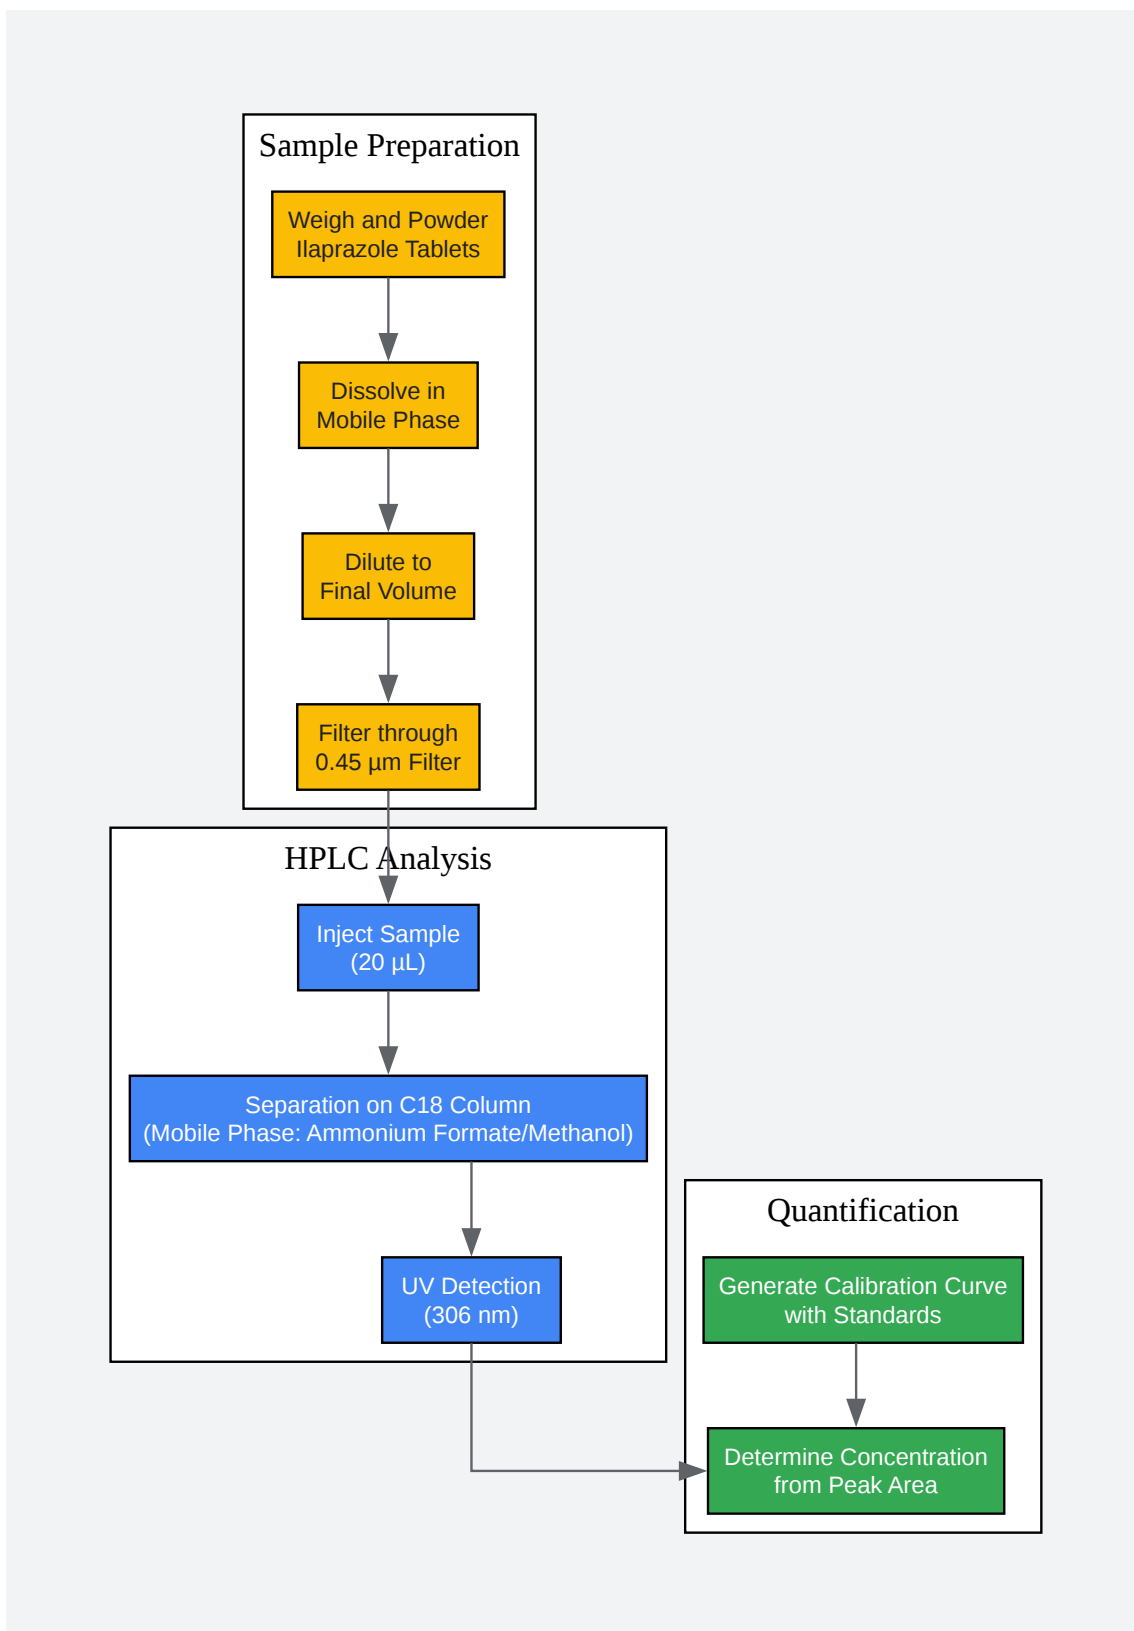 Sample Preparation
Weigh and Powder
Ilaprazole Tablets
Dissolve in
Mobile Phase
Dilute to
Final Volume
Filter through
0.45 µm Filter
HPLC Analysis
Inject Sample
(20 µL)
Separation on C18 Column
(Mobile Phase: Ammonium Formate/Methanol)
UV Detection
(306 nm)
Quantification
Generate Calibration Curve
with Standards
Determine Concentration
from Peak Area